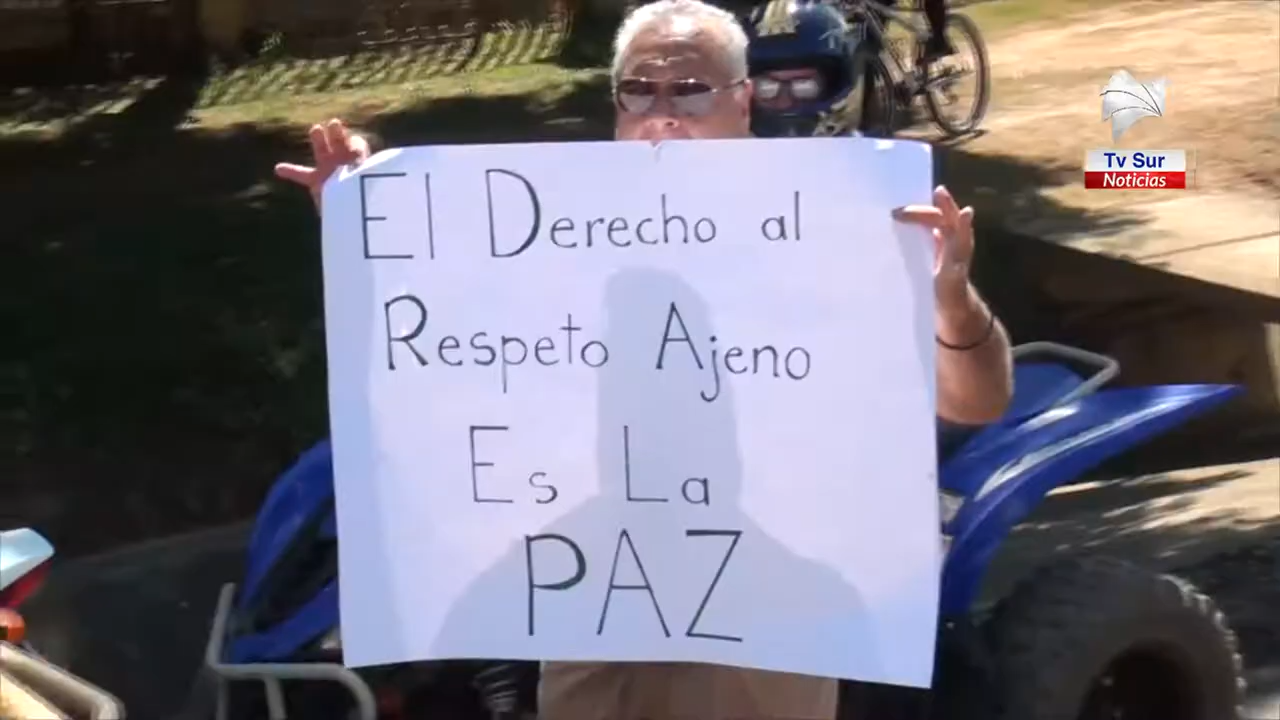 El Derecho al
Respeto Ajeno
Es La
PAZ
Tv Sur
Noticias